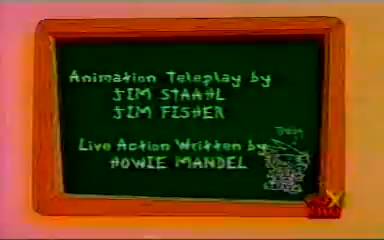 Animation Teleplay by
JIM STAAHL
JIM FISHER
Live Action Written by
HOWIE MANDEL